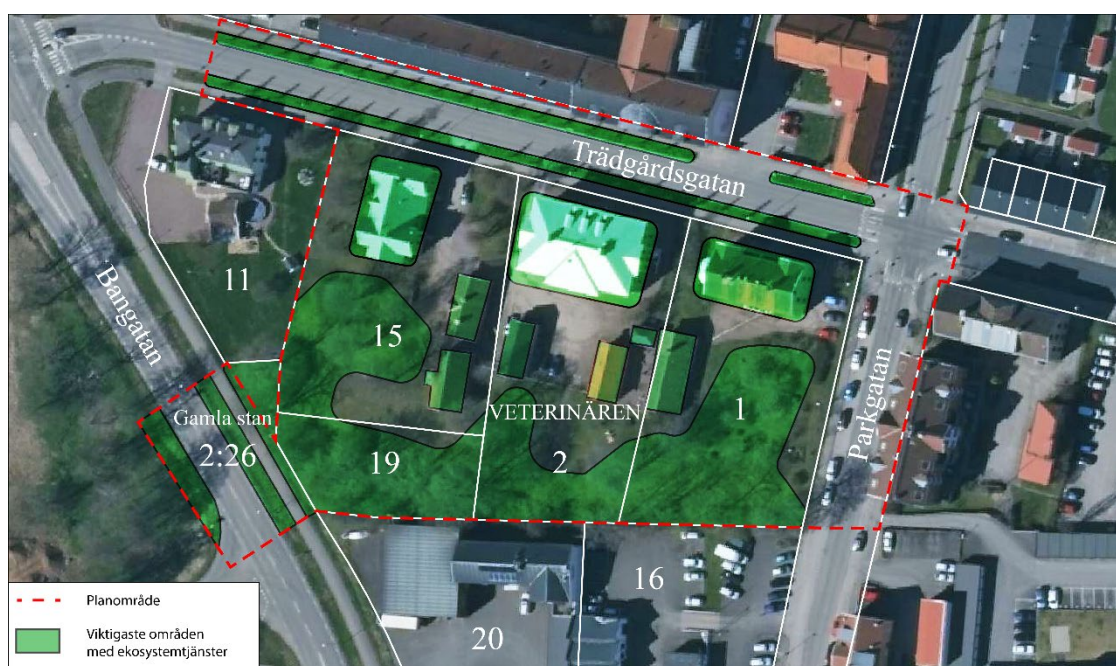 Trädgårdsgatan
11
15
Bangatan
Gamla stan
2:26
VETERINÄREN
19
2
1
Parkgatan
16
20
Planområde
Viktigaste områden
med ekosystemtjänster